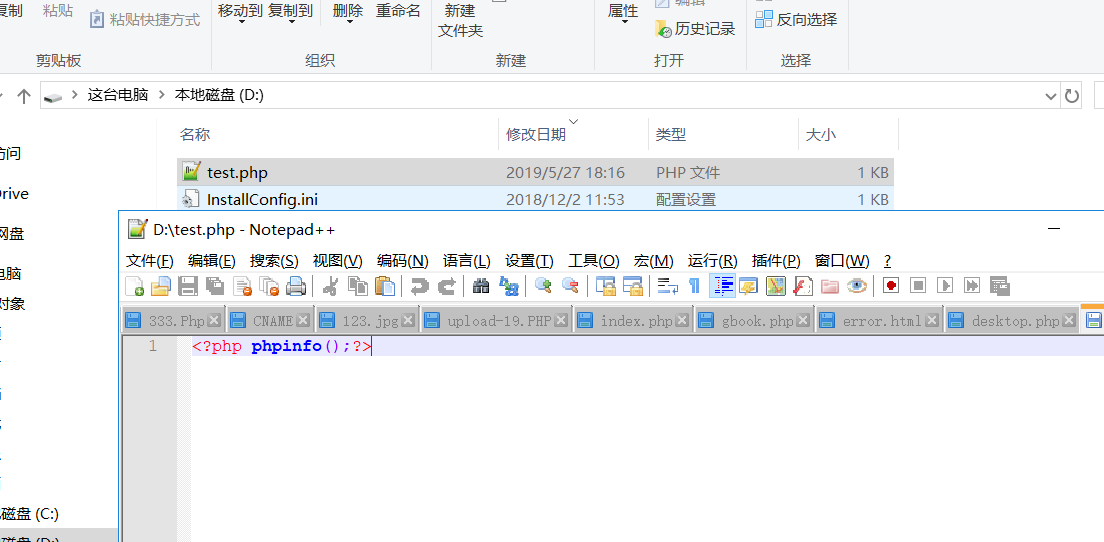 复制 粘贴 粘贴快捷方式 移动到 复制到 删除 重命名 新建 文件夹 属性 编辑 历史记录 反向选择
剪贴板 组织 新建 打开 选择
这台电脑 本地磁盘 (D:)
名称 修改日期 类型 大小
访问
test.php 2019/5/27 18:16 PHP 文件 1 KB
Drive
InstallConfig.ini 2018/12/2 11:53 配置设置 1 KB
网盘
D:\test.php - Notepad++
文件(F) 编辑(E) 搜索(S) 视图(V) 编码(N) 语言(L) 设置(T) 工具(O) 宏(M) 运行(R) 插件(P) 窗口(W) ?
电脑
对象
333.Php CNAME 123.jpg upload-19.PHP index.php gbook.php error.html desktop.php
1 <?php phpinfo();?>
磁盘 (C:)
磁盘 (D:)